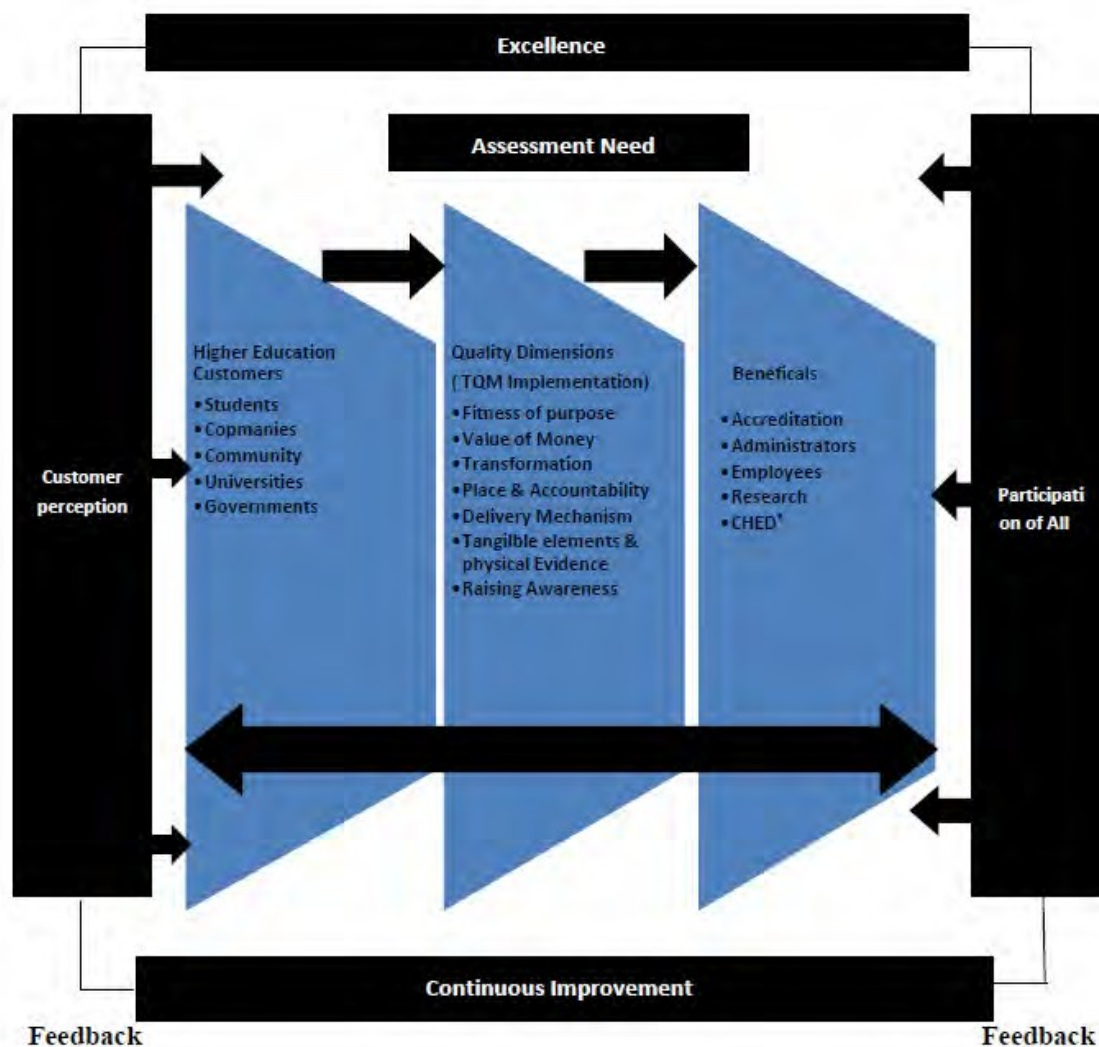 Excellence
Assessment Need
Customer
perception
Higher Education
Customers
•Students
•Copmanies
•Community
•Universities
•Governments
Quality Dimensions
( TQM Implementation)
•Fitness of purpose
•Value of Money
•Transformation
•Place & Accountability
•Delivery Mechanism
•Tangilble elements &
physical Evidence
•Raising Awareness
Beneficals
•Accreditation
•Administrators
•Employees
•Research
•CHED*
Participati
on of All
Continuous Improvement
Feedback
Feedback